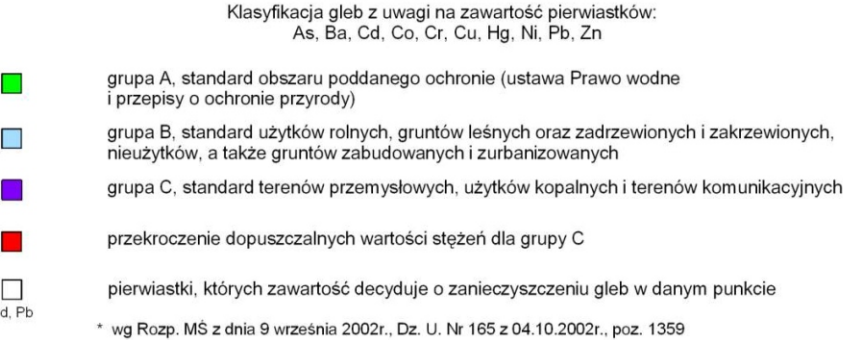 Klasyfikacja gleb z uwagi na zawartość pierwiastków:
As, Ba, Cd, Co, Cr, Cu, Hg, Ni, Pb, Zn
grupa A, standard obszaru poddanego ochronie (ustawa Prawo wodne
i przepisy o ochronie przyrody)
grupa B, standard użytków rolnych, gruntów leśnych oraz zadrzewionych i zakrzewionych,
nieużytków, a także gruntów zabudowanych i zurbanizowanych
grupa C, standard terenów przemysłowych, użytków kopalnych i terenów komunikacyjnych
przekroczenie dopuszczalnych wartości stężeń dla grupy C
pierwiastki, których zawartość decyduje o zanieczyszczeniu gleb w danym punkcie
d, Pb
* wg Rozp. MŚ z dnia 9 września 2002r., Dz. U. Nr 165 z 04.10.2002r., poz. 1359